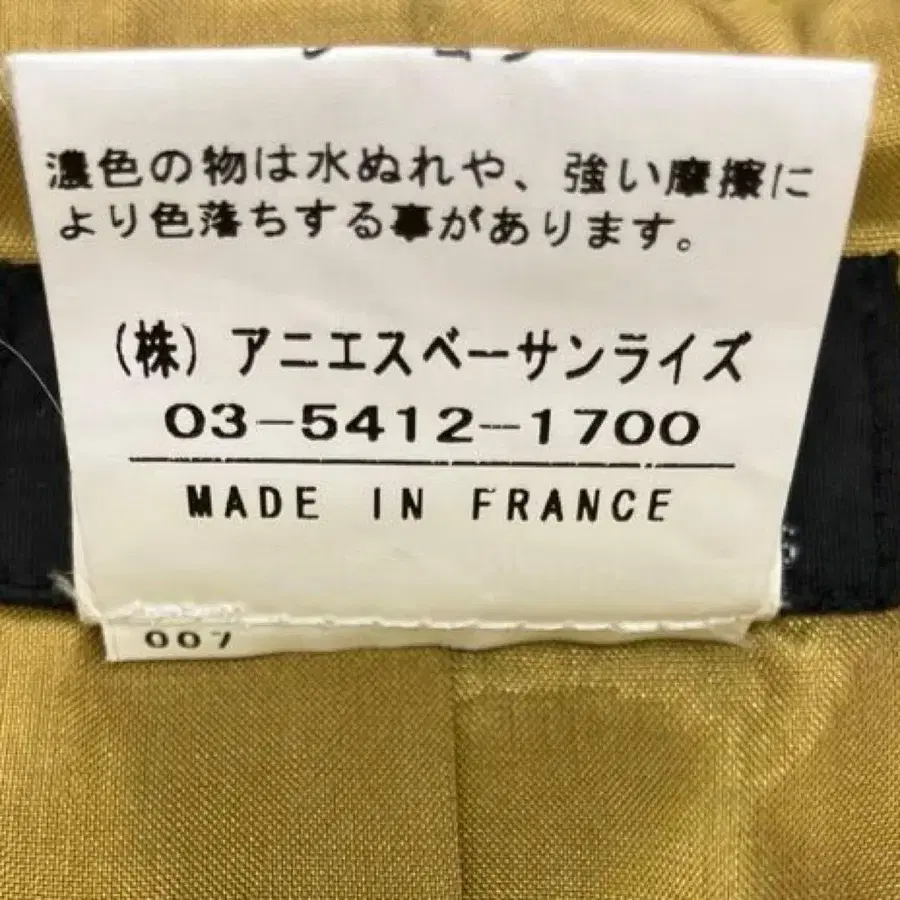 濃色の物は水ぬれや、強い摩擦に
より色落ちする事があります。
(株)アニエスベーサンライズ
03-5412-1700
MADE IN FRANCE
007